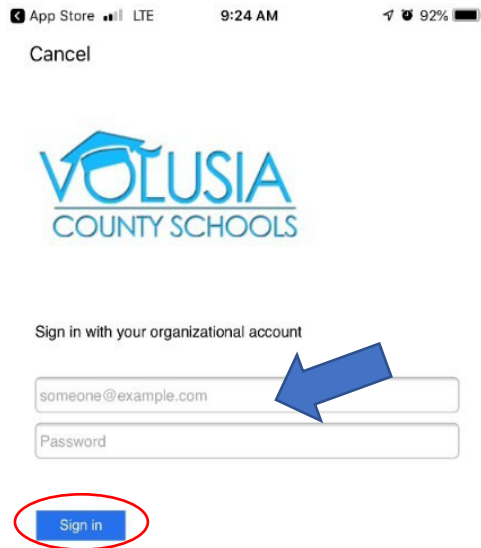 App Store LTE 9:24 AM 92%
Cancel
VOLUSIA
COUNTY SCHOOLS
Sign in with your organizational account
someone@example.com
Password
Sign in